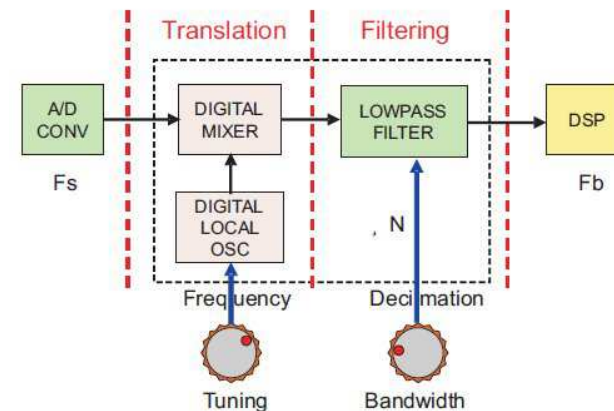 Translation
Filtering
A/D
CONV
DIGITAL
MIXER
LOWPASS
FILTER
DSP
Fs
Fb
DIGITAL
LOCAL
OSC
, N
Frequency
Decimation
Tuning
Bandwidth